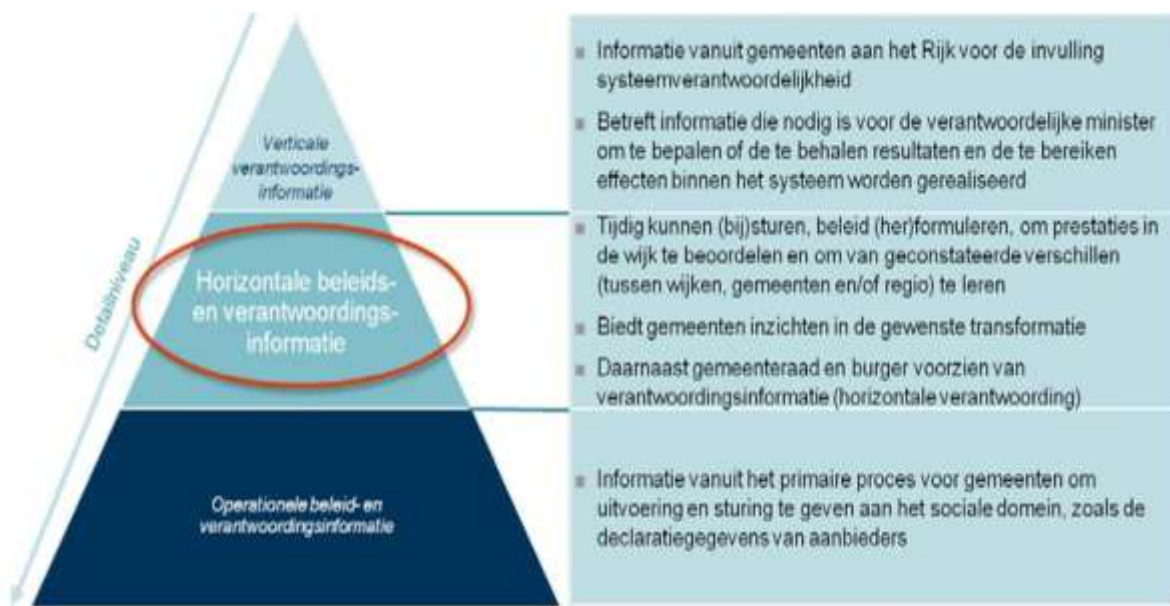 Detailniveau
Verticale
verantwoordings-
informatie
Horizontale beleids-
en verantwoordings-
informatie
Operationele beleid- en
verantwoordingsinformatie
Informatie vanuit gemeenten aan het Rijk voor de invulling
systeemverantwoordelijkheid
Betreft informatie die nodig is voor de verantwoordelijke minister
om te bepalen of de te behalen resultaten en de te bereiken
effecten binnen het systeem worden gerealiseerd
Tijdig kunnen (bij)sturen, beleid (her)formuleren, om prestaties in
de wijk te beoordelen en om van geconstateerde verschillen
(tussen wijken, gemeenten en/of regio) te leren
Biedt gemeenten inzichten in de gewenste transformatie
Daarnaast gemeenteraad en burger voorzien van
verantwoordingsinformatie (horizontale verantwoording)
Informatie vanuit het primaire proces voor gemeenten om
uitvoering en sturing te geven aan het sociale domein, zoals de
declaratiegegevens van aanbieders